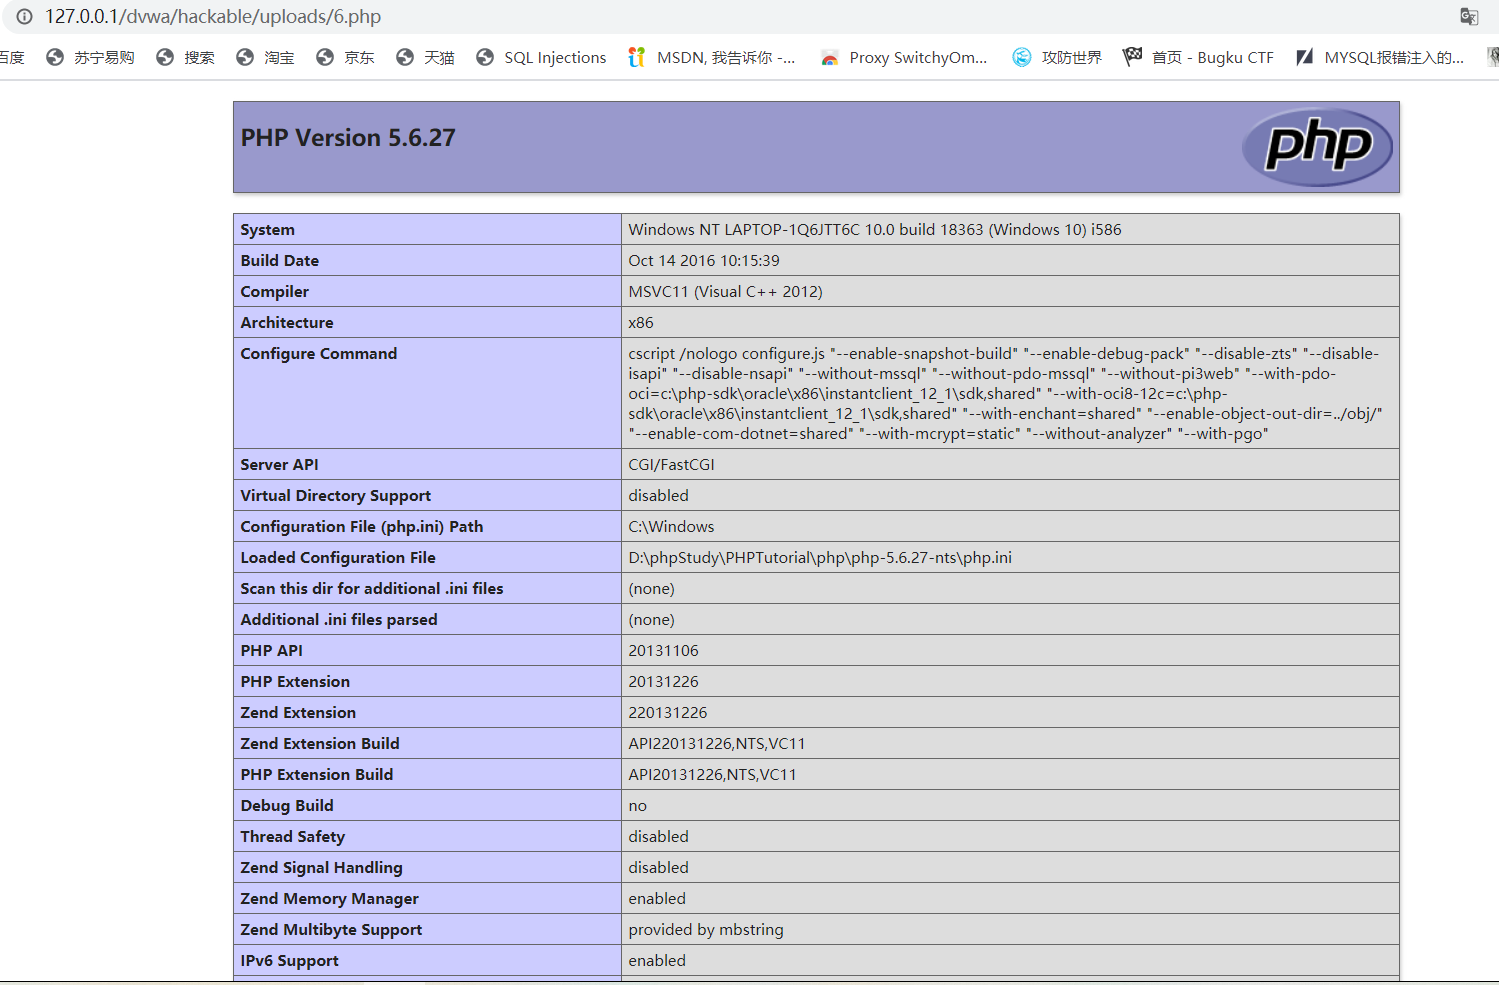 127.0.0.1/dvwa/hackable/uploads/6.php
百度 苏宁易购 搜索 淘宝 京东 天猫 SQL Injections MSDN, 我告诉你 -... Proxy SwitchyOm... 攻防世界 首页 - Bugku CTF MYSQL报错注入的...
PHP Version 5.6.27
php
System Windows NT LAPTOP-1Q6JTT6C 10.0 build 18363 (Windows 10) i586
Build Date Oct 14 2016 10:15:39
Compiler MSVC11 (Visual C++ 2012)
Architecture x86
Configure Command cscript /nologo configure.js "--enable-snapshot-build" "--enable-debug-pack" "--disable-zts" "--disable-
isapi" "--disable-nsapi" "--without-mssql" "--without-pdo-mssql" "--without-pi3web" "--with-pdo-
oci=c:\php-sdk\oracle\x86\instantclient_12_1\sdk,shared" "--with-oci8-12c=c:\php-
sdk\oracle\x86\instantclient_12_1\sdk,shared" "--with-enchant=shared" "--enable-object-out-dir=../obj/"
"--enable-com-dotnet=shared" "--with-mcrypt=static" "--without-analyzer" "--with-pgo"
Server API CGI/FastCGI
Virtual Directory Support disabled
Configuration File (php.ini) Path C:\Windows
Loaded Configuration File D:\phpStudy\PHPTutorial\php\php-5.6.27-nts\php.ini
Scan this dir for additional .ini files (none)
Additional .ini files parsed (none)
PHP API 20131106
PHP Extension 20131226
Zend Extension 220131226
Zend Extension Build API220131226,NTS,VC11
PHP Extension Build API20131226,NTS,VC11
Debug Build no
Thread Safety disabled
Zend Signal Handling disabled
Zend Memory Manager enabled
Zend Multibyte Support provided by mbstring
IPv6 Support enabled